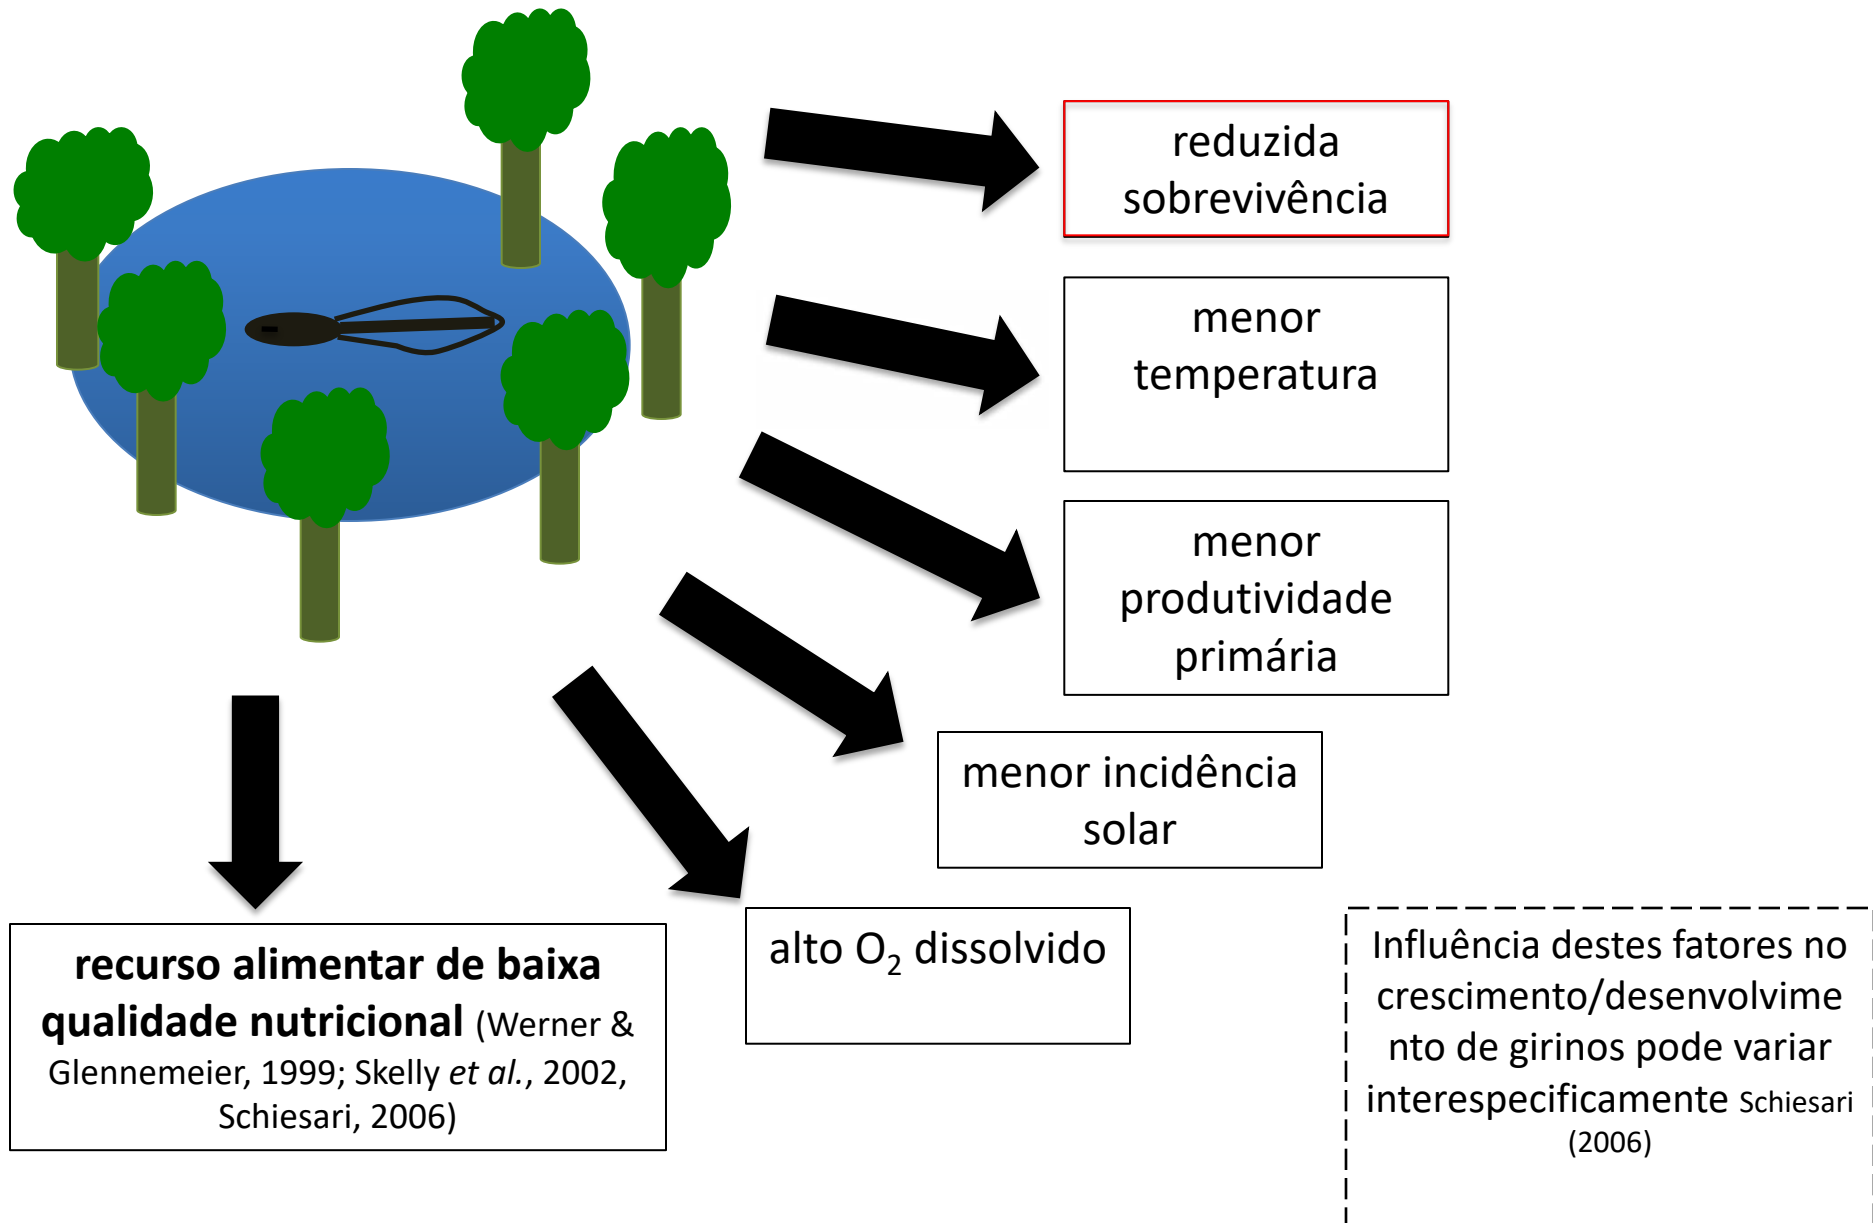 reduzida
sobrevivência
menor
temperatura
menor
produtividade
primária
menor incidência
solar
alto O₂ dissolvido
recurso alimentar de baixa
qualidade nutricional (Werner &
Glennemeier, 1999; Skelly et al., 2002,
Schiesari, 2006)
Influência destes fatores no
crescimento/desenvolvime
nto de girinos pode variar
interespecificamente Schiesari
(2006)